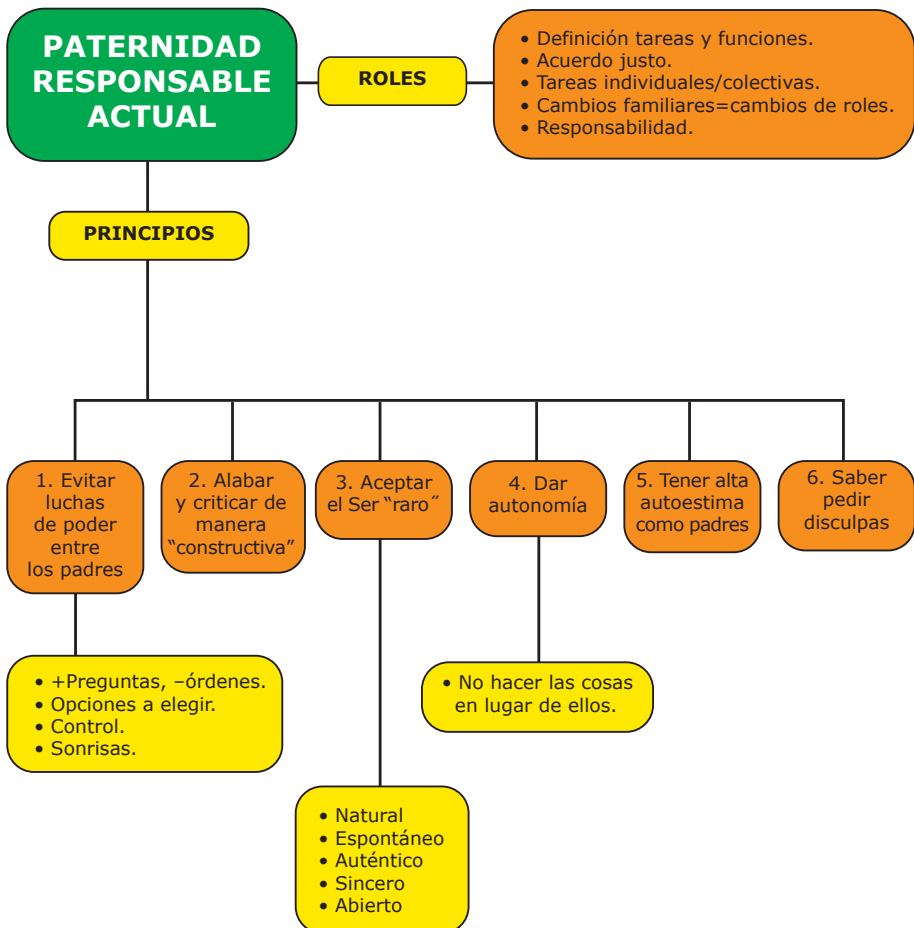 PATERNIDAD
RESPONSABLE
ACTUAL
ROLES
• Definición tareas y funciones.
• Acuerdo justo.
• Tareas individuales/colectivas.
• Cambios familiares=cambios de roles.
• Responsabilidad.
PRINCIPIOS
1. Evitar
luchas
de poder
entre
los padres
2. Alabar
y criticar de
manera
“constructiva”
3. Aceptar
el Ser “raro”
4. Dar
autonomía
5. Tener alta
autoestima
como padres
6. Saber
pedir
disculpas
• +Preguntas, –órdenes.
• Opciones a elegir.
• Control.
• Sonrisas.
• No hacer las cosas
en lugar de ellos.
• Natural
• Espontáneo
• Auténtico
• Sincero
• Abierto